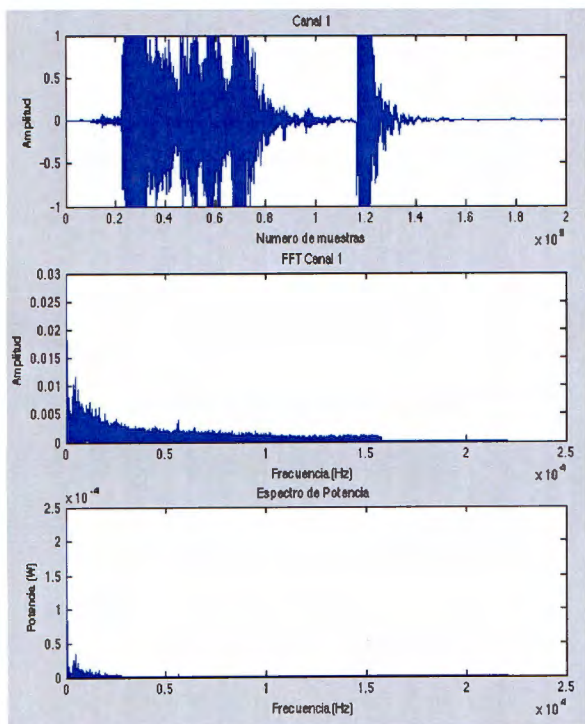 Canal 1
Amplitud
1
0.5
0
-0.5
-1
0 0.2 0.4 0.6 0.8 1 1.2 1.4 1.6 1.8 2
Numero de muestras
FFT Canal 1
Amplitud
0.03
0.025
0.02
0.015
0.01
0.005
0
0 0.5 1 1.5 2 2.5
Frecuencia (Hz)
x 10⁻⁴
Espectro de Potencia
Potencia (W)
2.5
2
1.5
1
0.5
0
0 0.5 1 1.5 2 2.5
Frecuencia (Hz)